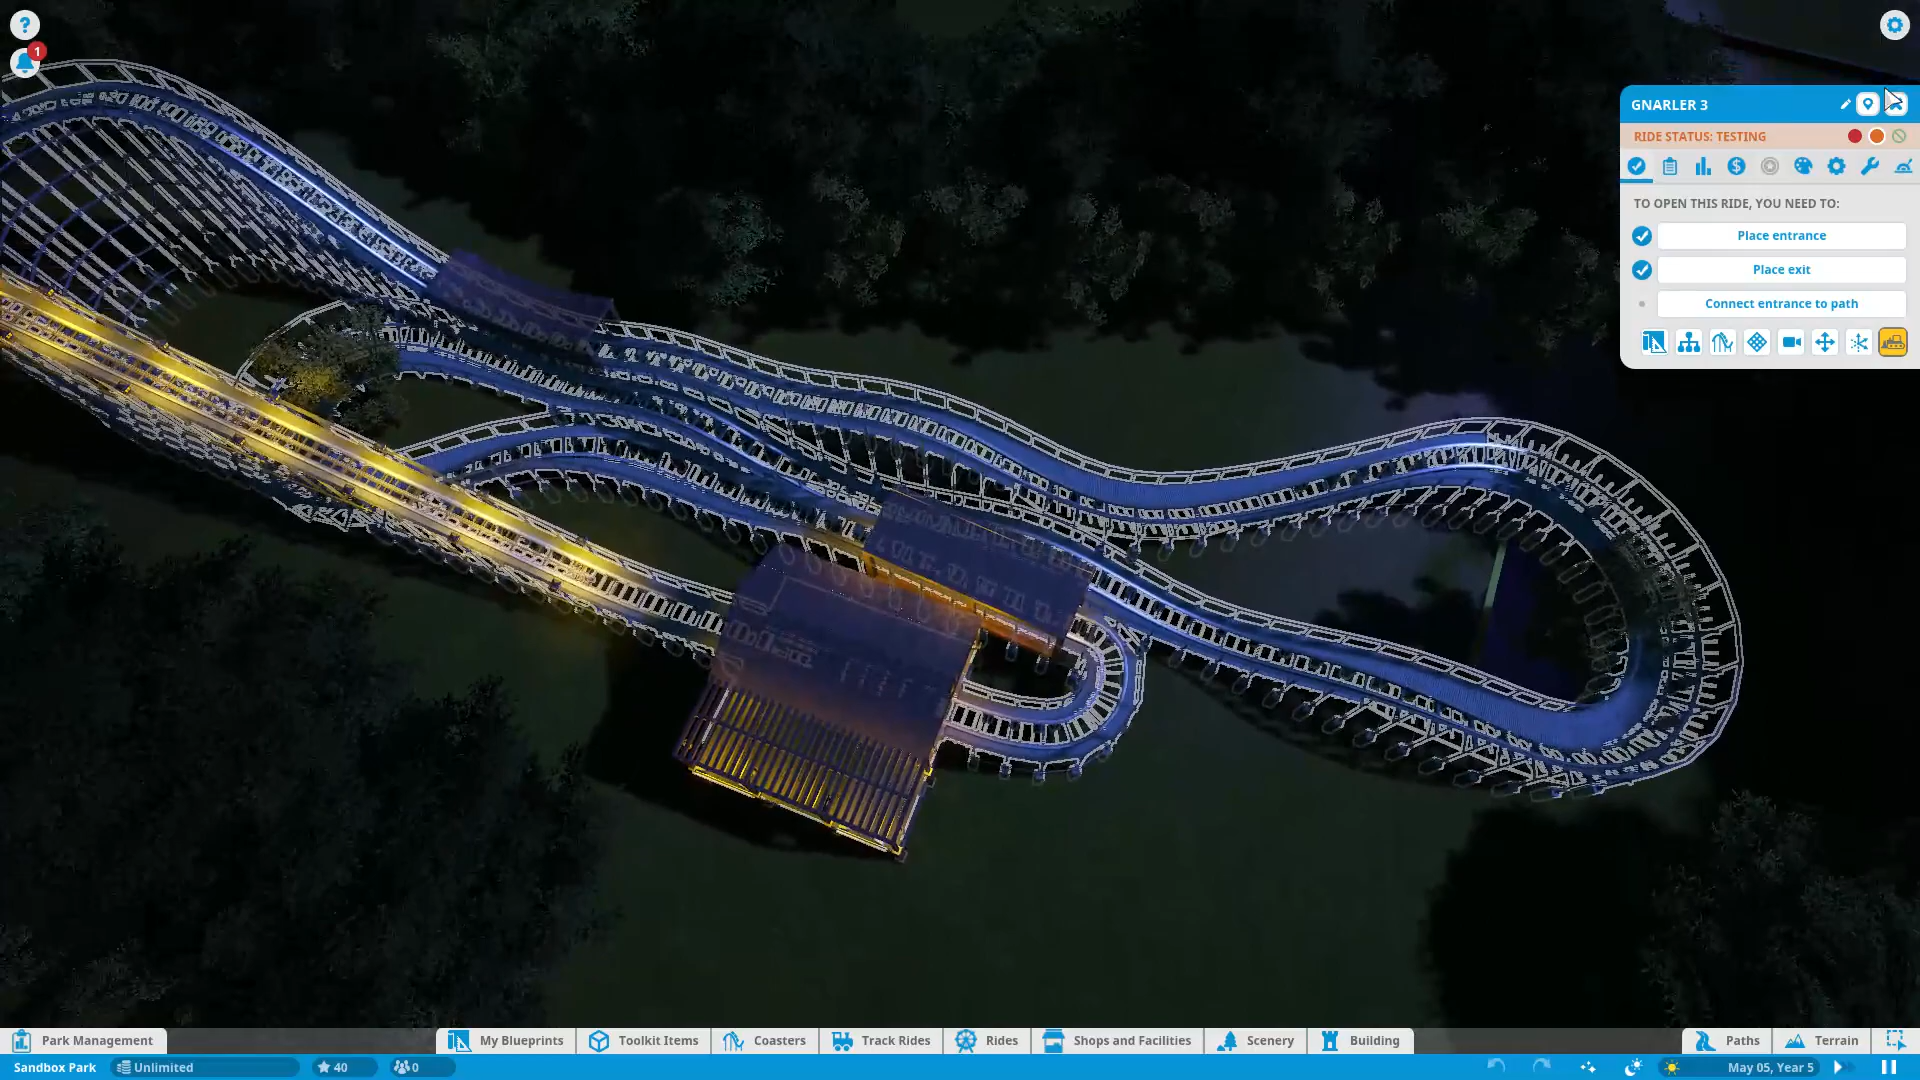 ?
1
GNARLER 3
RIDE STATUS: TESTING
TO OPEN THIS RIDE, YOU NEED TO:
Place entrance
Place exit
Connect entrance to path
Park Management
My Blueprints
Toolkit Items
Coasters
Track Rides
Rides
Shops and Facilities
Scenery
Building
Paths
Terrain
Sandbox Park
Unlimited
40
0
May 05, Year 5